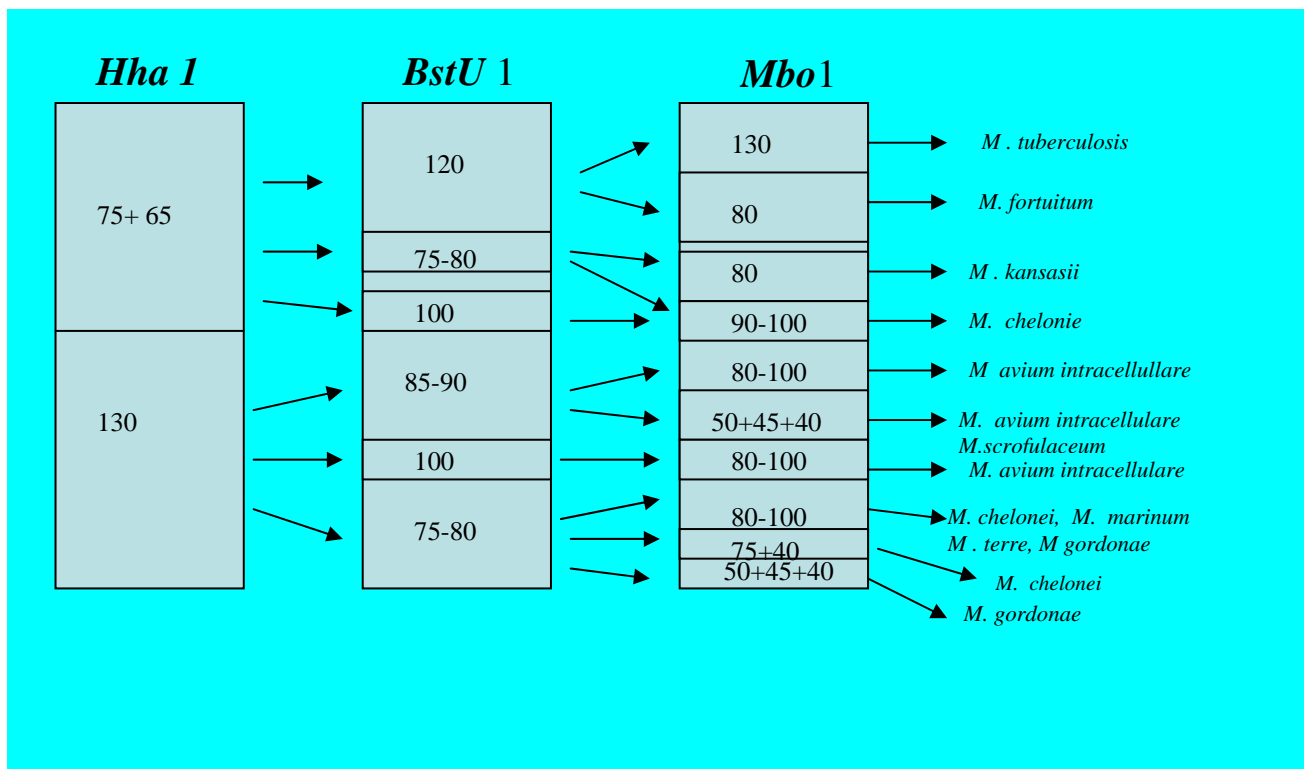 Hha 1
BstU 1
Mbo1
75+ 65
130
120
75-80
100
85-90
100
75-80
130
80
80
90-100
80-100
50+45+40
80-100
80-100
75+40
50+45+40
M . tuberculosis
M. fortuitum
M . kansasii
M. chelonie
M avium intracellullare
M. avium intracellulare
M.scrofulaceum
M. avium intracellulare
M. chelonei, M. marinum
M . terre, M gordonae
M. chelonei
M. gordonae